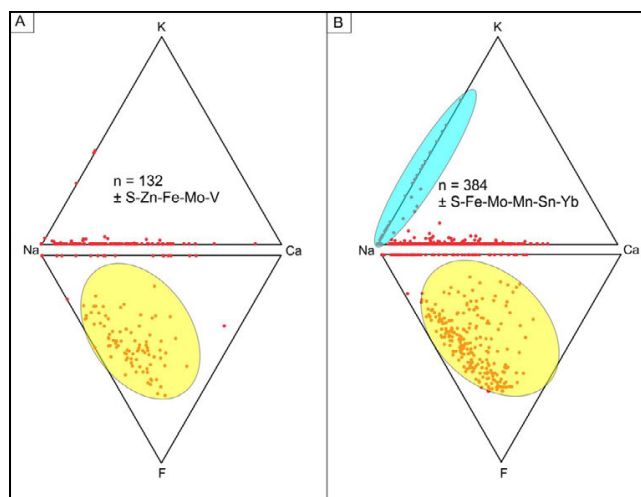 A
K
n = 132
± S-Zn-Fe-Mo-V
Na
Ca
F
B
K
n = 384
± S-Fe-Mo-Mn-Sn-Yb
Na
Ca
F